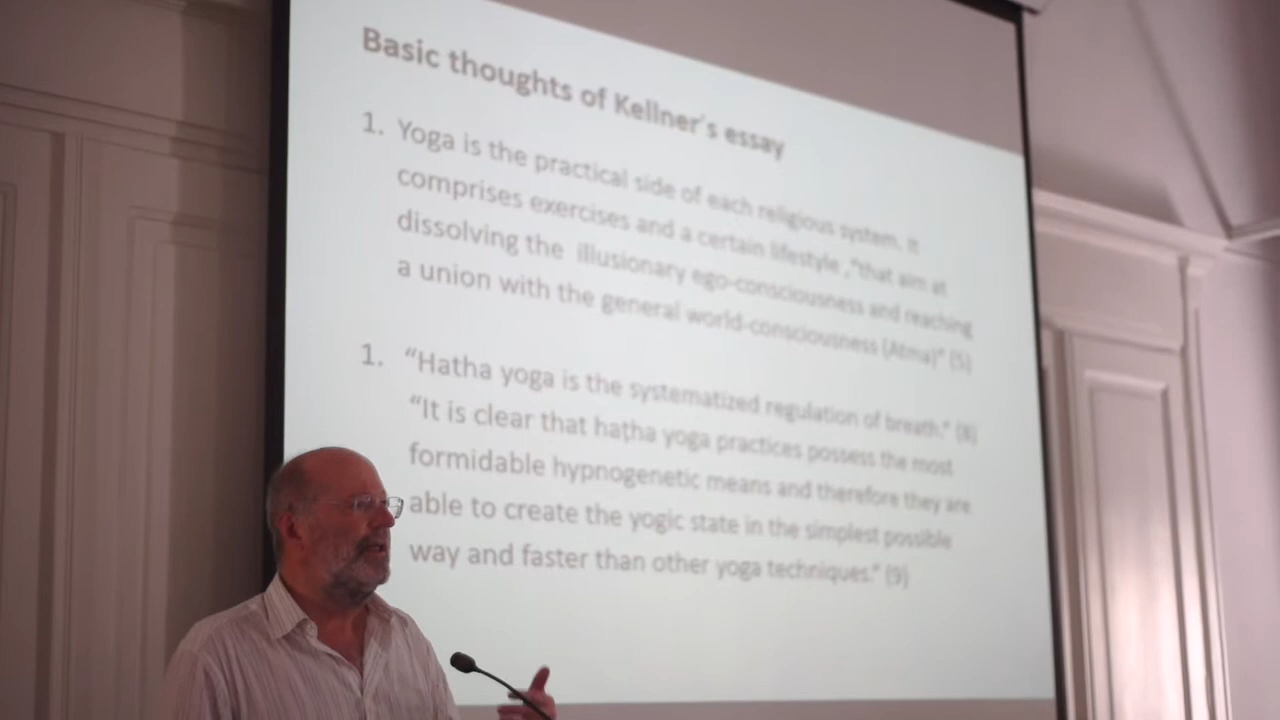 Basic thoughts of Kellner's essay
1. Yoga is the practical side of each religious system. It
comprises exercises and a certain lifestyle ,"that aim at
dissolving the illusionary ego-consciousness and reaching
a union with the general world-consciousness (Atma)" (5)
1. "Hatha yoga is the systematized regulation of breath." (8)
"It is clear that haṭha yoga practices possess the most
formidable hypnogenetic means and therefore they are
able to create the yogic state in the simplest possible
way and faster than other yoga techniques." (9)